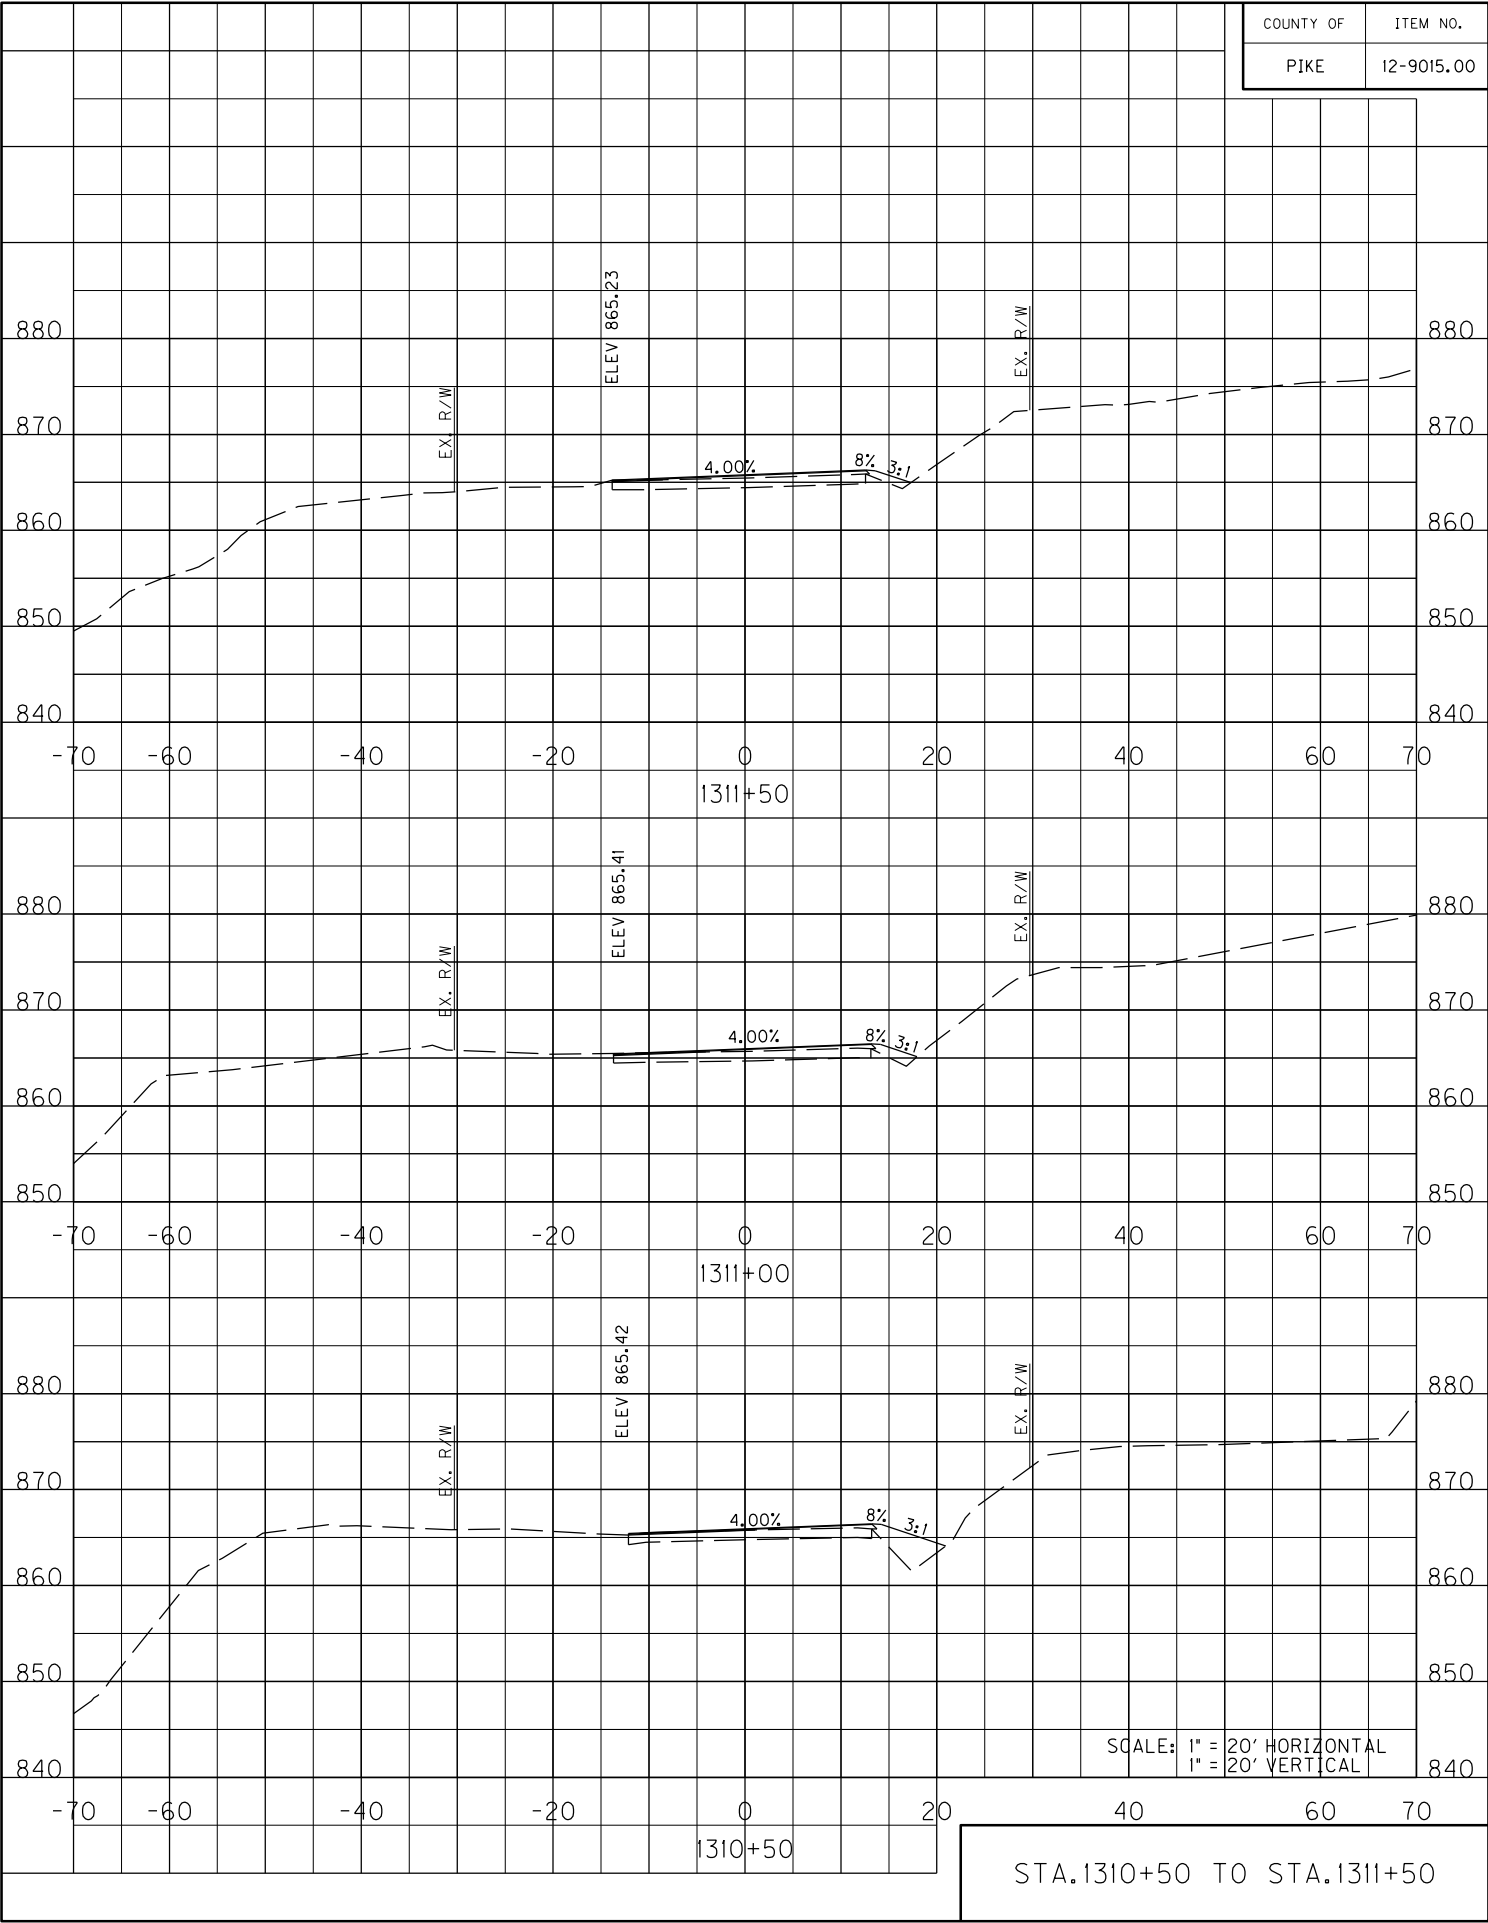 COUNTY OF ITEM NO.
PIKE 12-9015.00
ELEV 865.23
EX. R/W
880 880
EX. R/W
870 870
4.00% 8% 3:1
860 860
850 850
840 840
-70 -60 -40 -20 0 20 40 60 70
1311+50
ELEV 865.41
EX. R/W
880 880
EX. R/W
870 870
4.00% 8% 3:1
860 860
850 850
-70 -60 -40 -20 0 20 40 60 70
1311+00
ELEV 865.42
EX. R/W
880 880
EX. R/W
870 870
4.00% 8% 3:1
860 860
850 850
SCALE: 1" = 20' HORIZONTAL
1" = 20' VERTICAL
840 840
-70 -60 -40 -20 0 20 40 60 70
1310+50
STA.1310+50 TO STA.1311+50